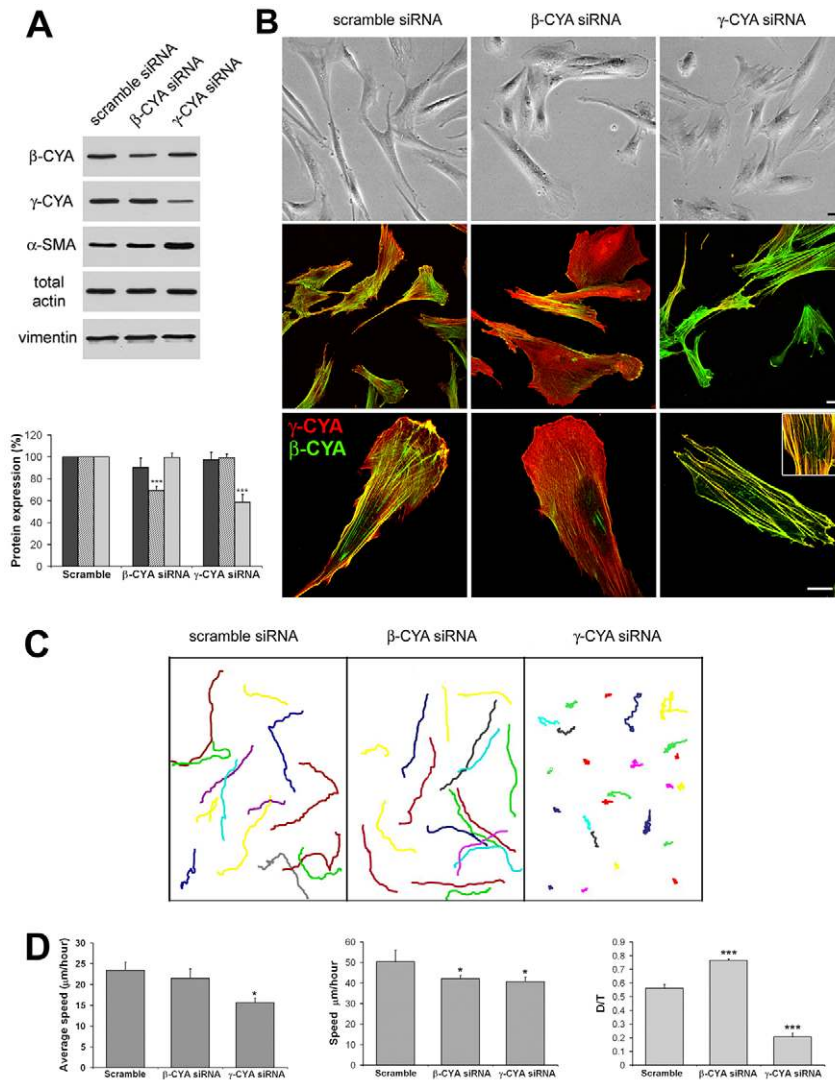 A
scramble siRNA
β-CYA siRNA
γ-CYA siRNA
β-CYA
γ-CYA
α-SMA
total
actin
vimentin
Protein expression (%)
120
100
80
60
40
20
0
***
***
Scramble
β-CYA siRNA
γ-CYA siRNA
B
scramble siRNA
β-CYA siRNA
γ-CYA siRNA
γ-CYA
β-CYA
C
scramble siRNA
β-CYA siRNA
γ-CYA siRNA
D
Average speed (µm/hour)
30
25
20
15
10
5
0
*
Scramble
β-CYA siRNA
γ-CYA siRNA
Speed µm/hour
60
50
40
30
20
10
0
*
*
Scramble
β-CYA siRNA
γ-CYA siRNA
D/T
0.9
0.8
0.7
0.6
0.5
0.4
0.3
0.2
0.1
0
***
***
Scramble
β-CYA siRNA
γ-CYA siRNA